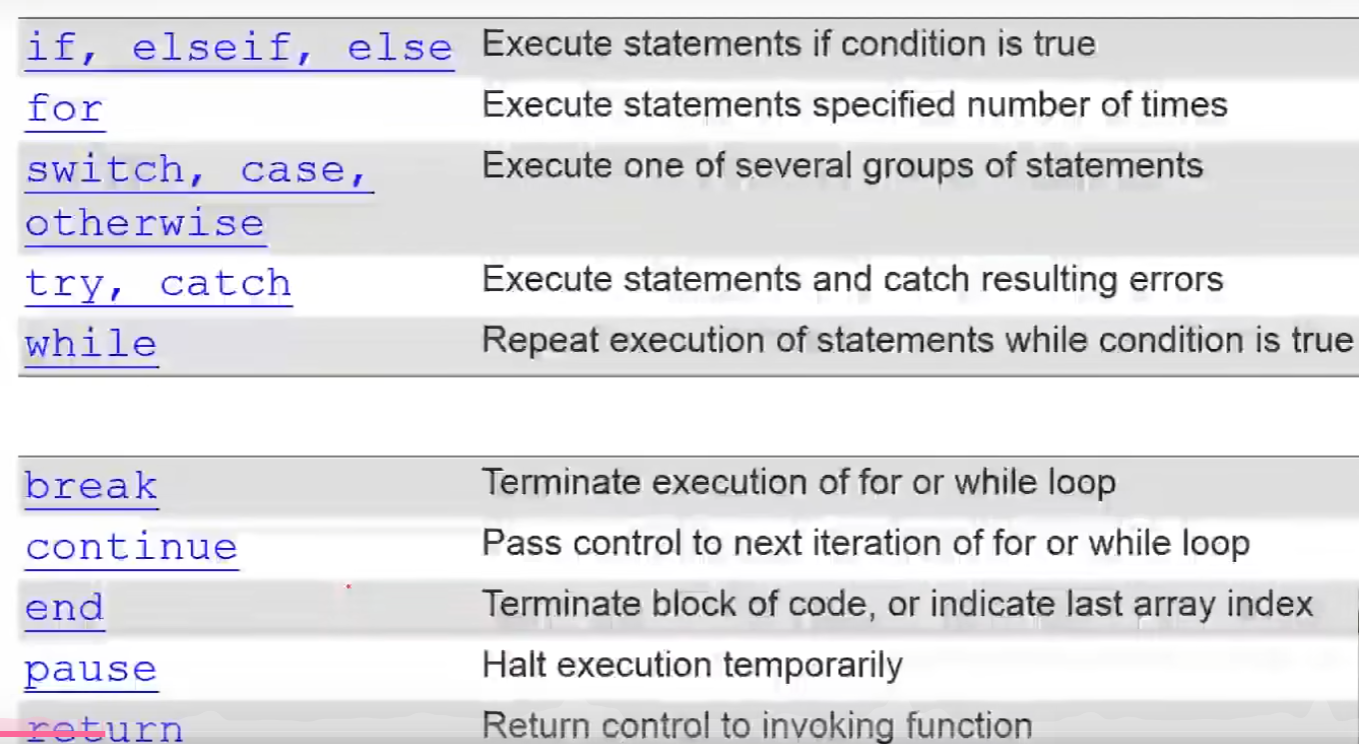 if, elseif, else Execute statements if condition is true
for Execute statements specified number of times
switch, case, Execute one of several groups of statements
otherwise
try, catch Execute statements and catch resulting errors
while Repeat execution of statements while condition is true
break Terminate execution of for or while loop
continue Pass control to next iteration of for or while loop
end Terminate block of code, or indicate last array index
pause Halt execution temporarily
return Return control to invoking function